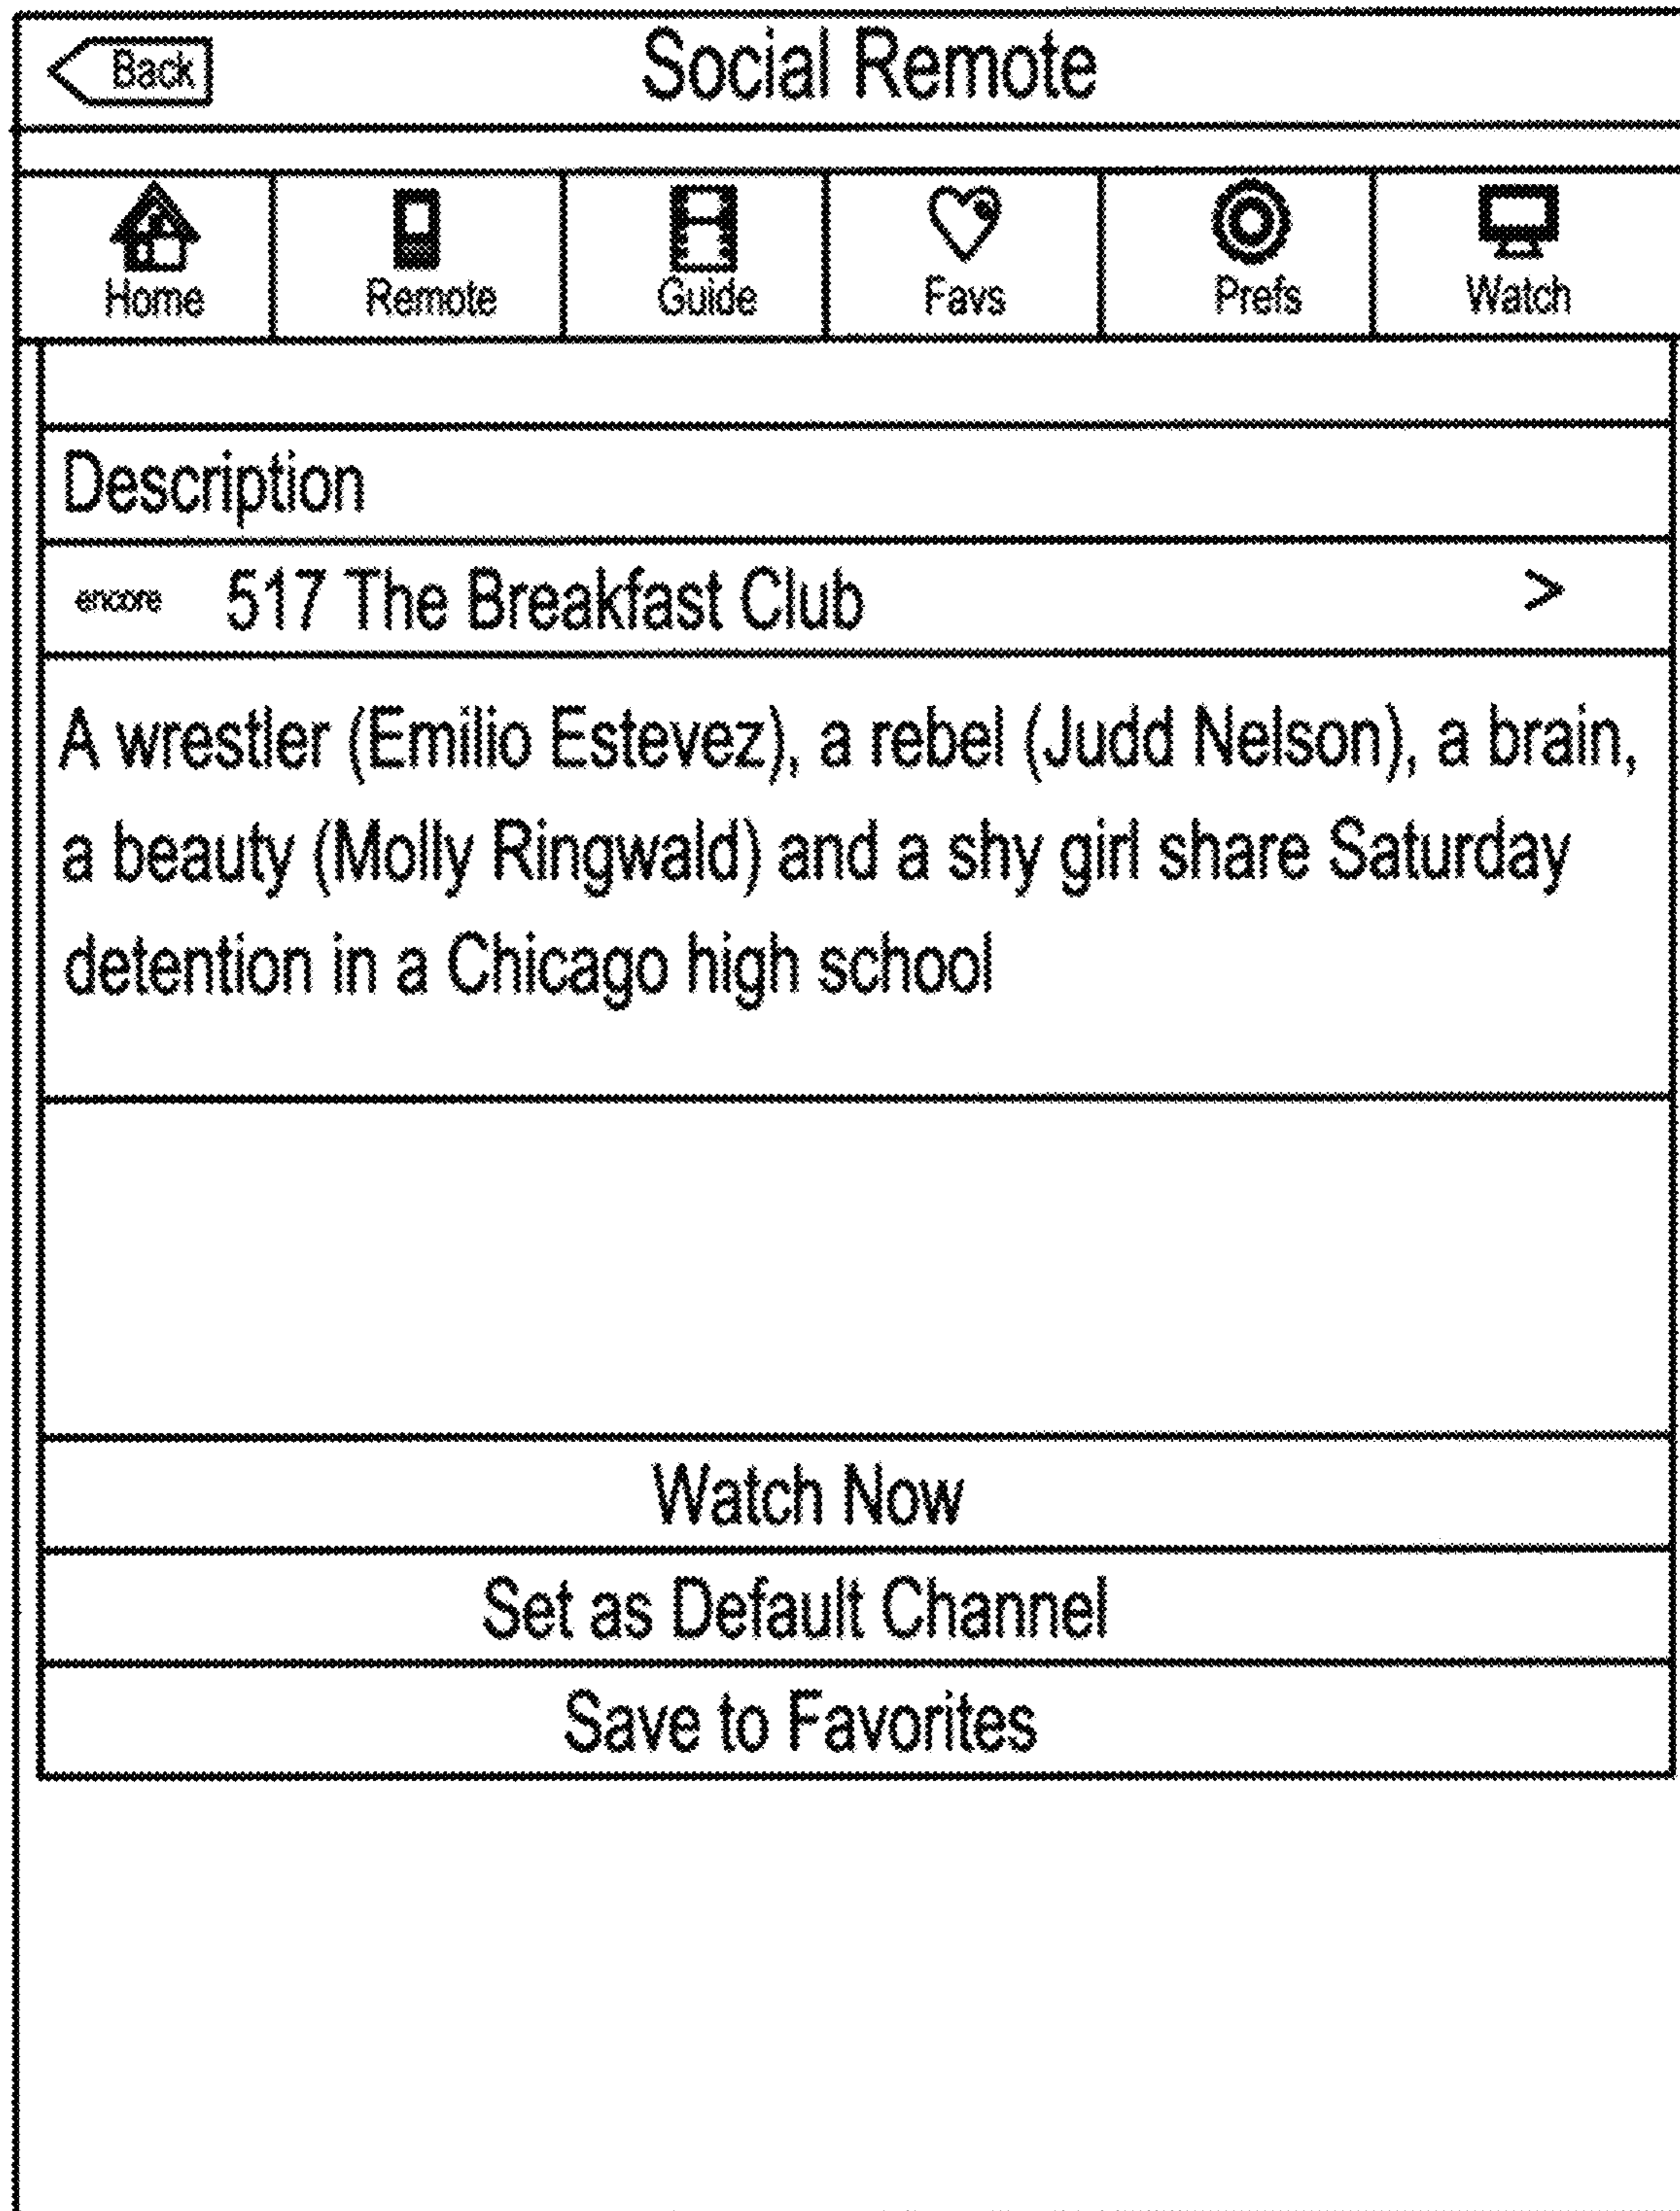 Back
Social Remote
Home
Remote
Guide
Favs
Prefs
Watch
Description
encore 517 The Breakfast Club >
A wrestler (Emilio Estevez), a rebel (Judd Nelson), a brain,
a beauty (Molly Ringwald) and a shy girl share Saturday
detention in a Chicago high school
Watch Now
Set as Default Channel
Save to Favorites